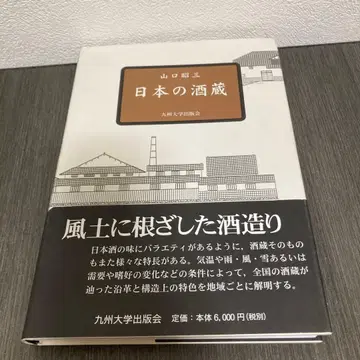 山口昭三
日本の酒蔵
九州大学出版会
風土に根ざした酒造り
日本酒の味にバラエティがあるように、酒蔵そのもの
もまた様々な特長がある。気温や雨・風・雪あるいは
需要や嗜好の変化などの条件によって、全国の酒蔵が
辿った沿革と構造上の特色を地域ごとに解明する。
九州大学出版会　定価：本体6,000円(税別)